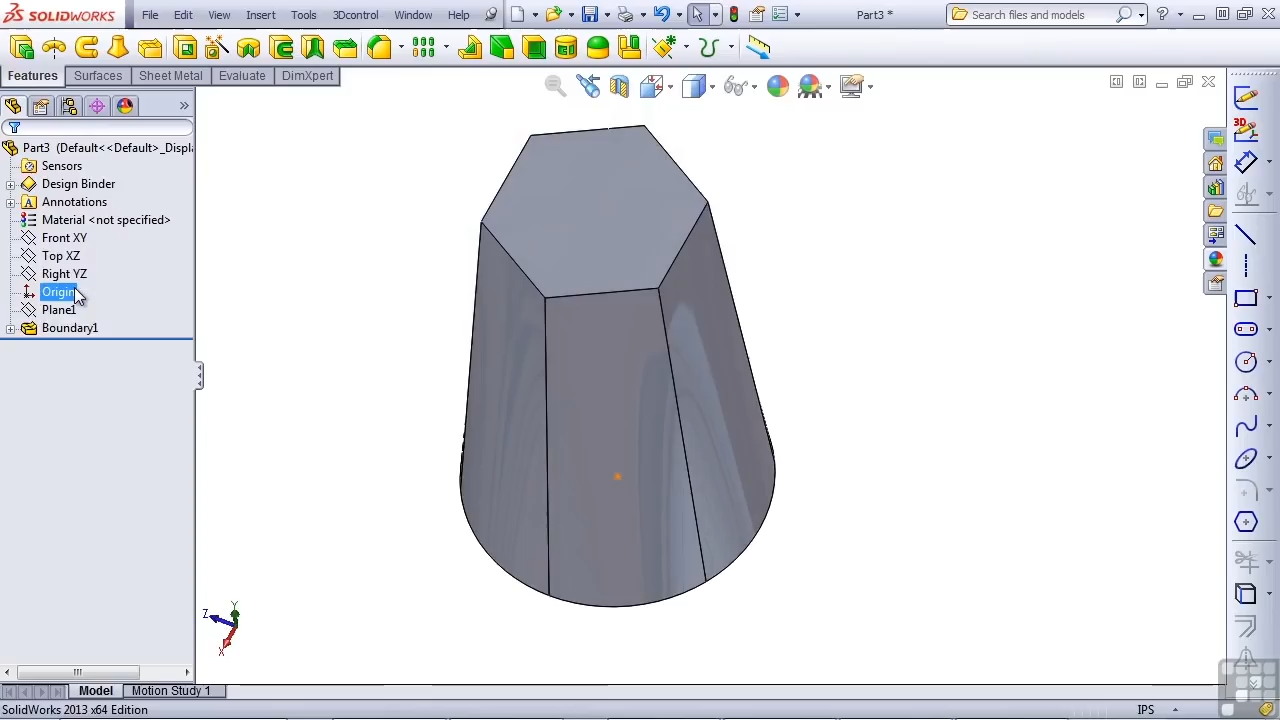 SOLIDWORKS File Edit View Insert Tools 3Dcontrol Window Help Part3 * Search files and models
Features Surfaces Sheet Metal Evaluate DimXpert
Part3 (Default<<Default>_Displa
Sensors
Design Binder
Annotations
Material <not specified>
Front XY
Top XZ
Right YZ
Origin
Plane1
Boundary1
Y
Z
X
Model Motion Study 1
SolidWorks 2013 x64 Edition IPS